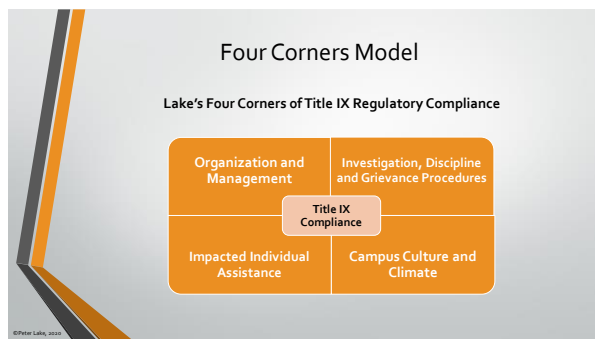 Four Corners Model
Lake's Four Corners of Title IX Regulatory Compliance
Organization and
Management
Investigation, Discipline
and Grievance Procedures
Title IX
Compliance
Impacted Individual
Assistance
Campus Culture and
Climate
©Peter Lake, 2020